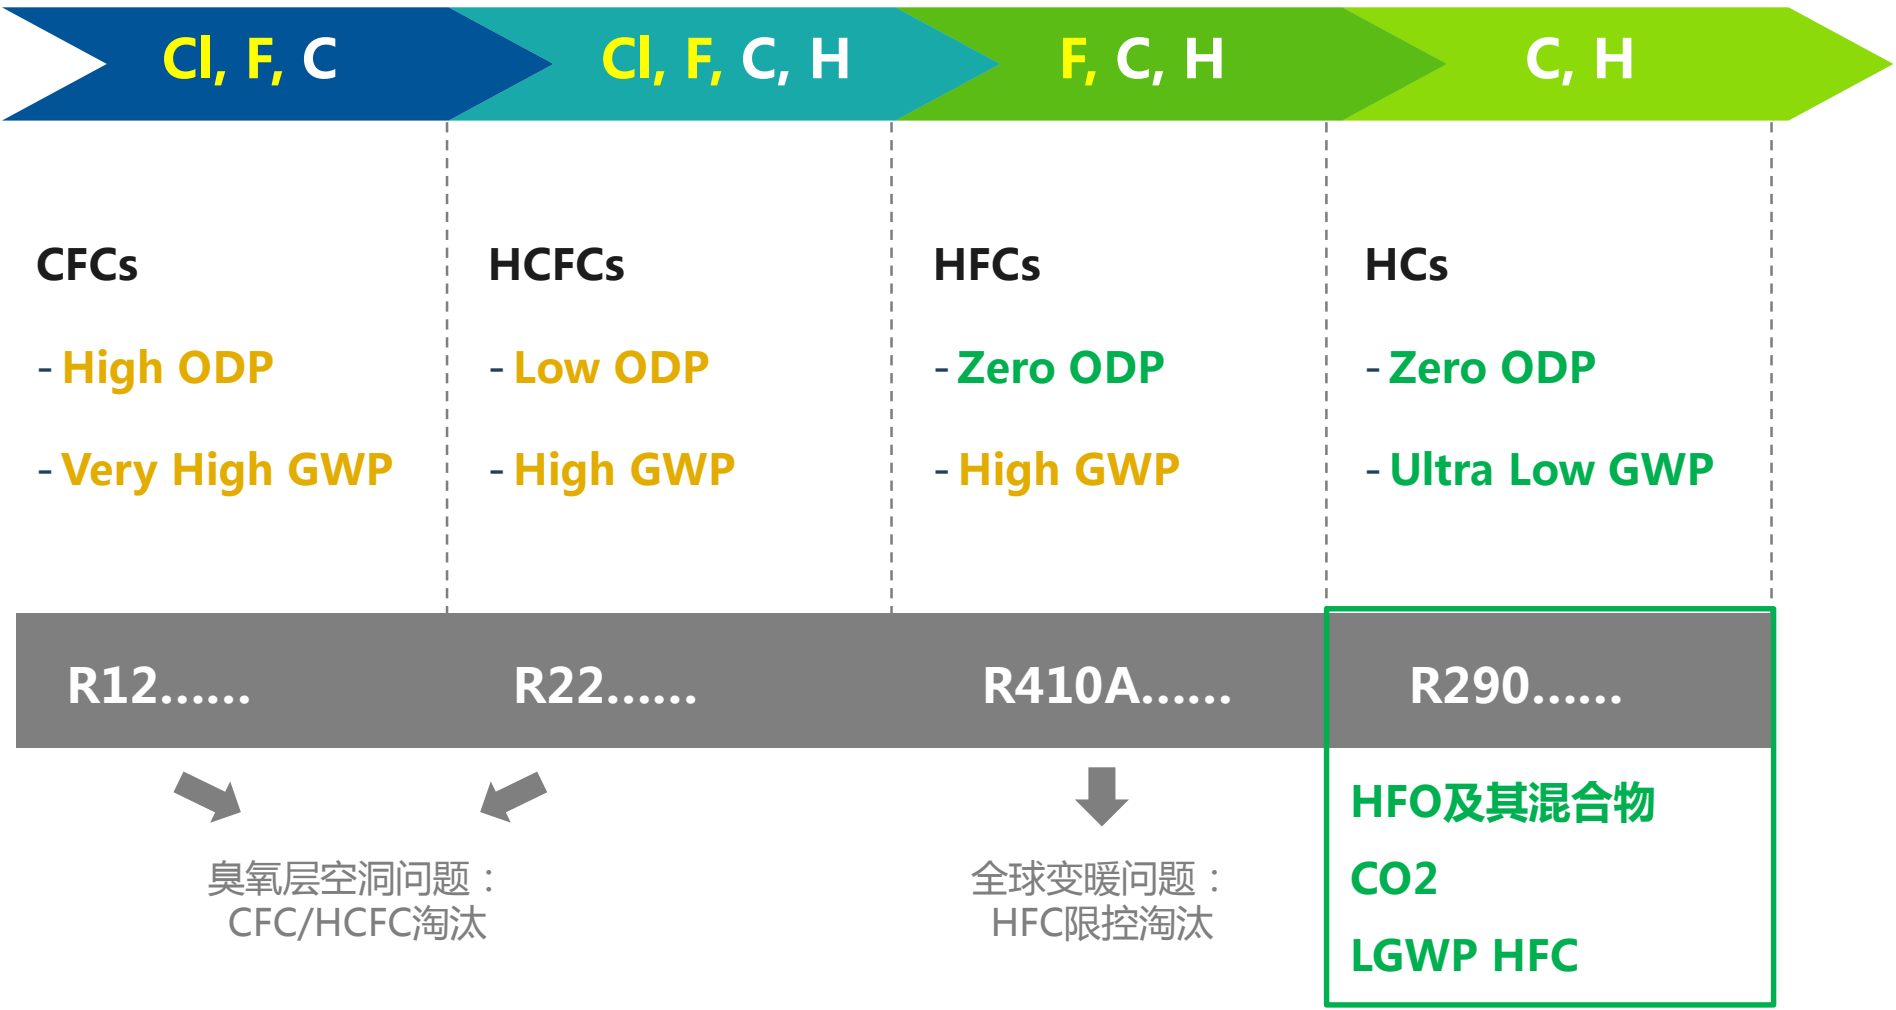 Cl, F, C
Cl, F, C, H
F, C, H
C, H
CFCs
- High ODP
- Very High GWP
HCFCs
- Low ODP
- High GWP
HFCs
- Zero ODP
- High GWP
HCs
- Zero ODP
- Ultra Low GWP
R12……
R22……
R410A……
R290……
臭氧层空洞问题：
CFC/HCFC淘汰
全球变暖问题：
HFC限控淘汰
HFO及其混合物
CO2
LGWP HFC